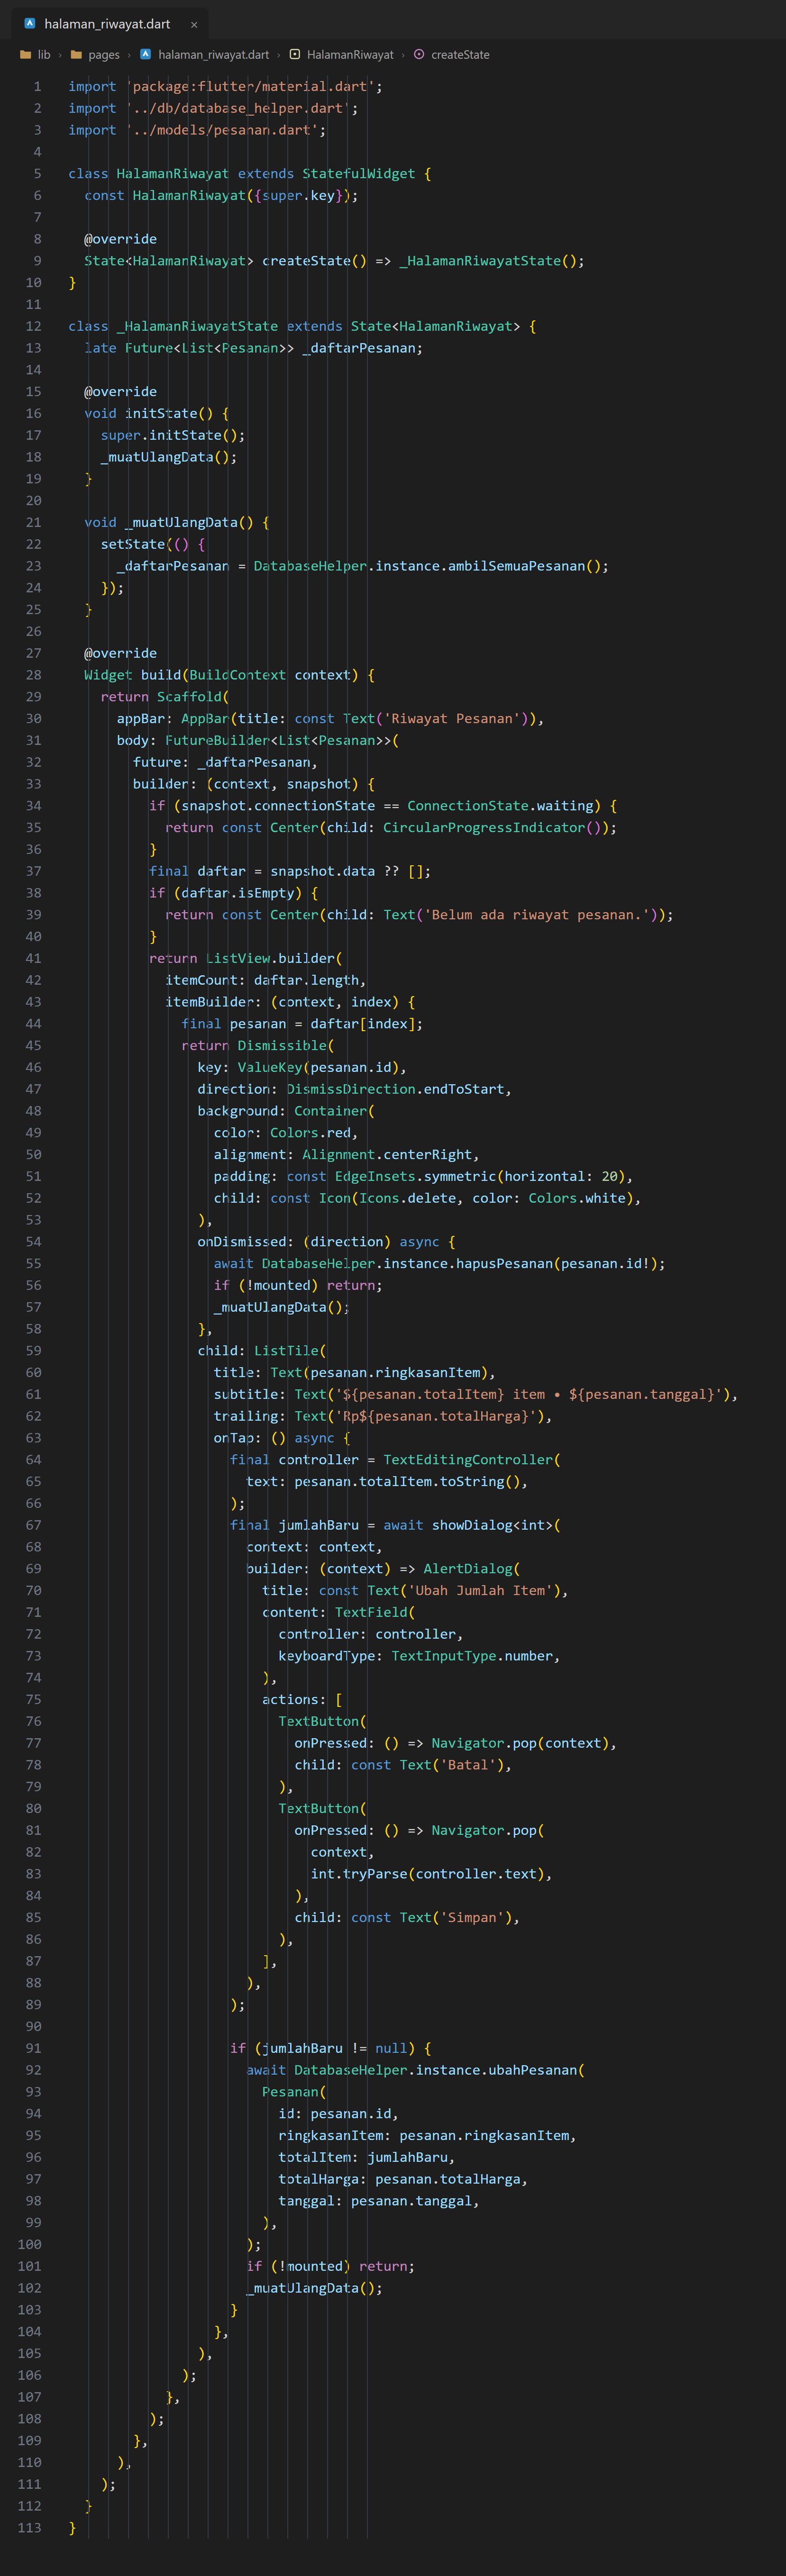 halaman_riwayat.dart ×
lib › pages › halaman_riwayat.dart › HalamanRiwayat › createState
1 import 'package:flutter/material.dart';
2 import '../db/database_helper.dart';
3 import '../models/pesanan.dart';
4
5 class HalamanRiwayat extends StatefulWidget {
6   const HalamanRiwayat({super.key});
7
8   @override
9   State<HalamanRiwayat> createState() => _HalamanRiwayatState();
10 }
11
12 class _HalamanRiwayatState extends State<HalamanRiwayat> {
13   late Future<List<Pesanan>> _daftarPesanan;
14
15   @override
16   void initState() {
17     super.initState();
18     _muatUlangData();
19   }
20
21   void _muatUlangData() {
22     setState(() {
23       _daftarPesanan = DatabaseHelper.instance.ambilSemuaPesanan();
24     });
25   }
26
27   @override
28   Widget build(BuildContext context) {
29     return Scaffold(
30       appBar: AppBar(title: const Text('Riwayat Pesanan')),
31       body: FutureBuilder<List<Pesanan>>(
32         future: _daftarPesanan,
33         builder: (context, snapshot) {
34           if (snapshot.connectionState == ConnectionState.waiting) {
35             return const Center(child: CircularProgressIndicator());
36           }
37           final daftar = snapshot.data ?? [];
38           if (daftar.isEmpty) {
39             return const Center(child: Text('Belum ada riwayat pesanan.'));
40           }
41           return ListView.builder(
42             itemCount: daftar.length,
43             itemBuilder: (context, index) {
44               final pesanan = daftar[index];
45               return Dismissible(
46                 key: ValueKey(pesanan.id),
47                 direction: DismissDirection.endToStart,
48                 background: Container(
49                   color: Colors.red,
50                   alignment: Alignment.centerRight,
51                   padding: const EdgeInsets.symmetric(horizontal: 20),
52                   child: const Icon(Icons.delete, color: Colors.white),
53                 ),
54                 onDismissed: (direction) async {
55                   await DatabaseHelper.instance.hapusPesanan(pesanan.id!);
56                   if (!mounted) return;
57                   _muatUlangData();
58                 },
59                 child: ListTile(
60                   title: Text(pesanan.ringkasanItem),
61                   subtitle: Text('${pesanan.totalItem} item • ${pesanan.tanggal}'),
62                   trailing: Text('Rp${pesanan.totalHarga}'),
63                   onTap: () async {
64                     final controller = TextEditingController(
65                       text: pesanan.totalItem.toString(),
66                     );
67                     final jumlahBaru = await showDialog<int>(
68                       context: context,
69                       builder: (context) => AlertDialog(
70                         title: const Text('Ubah Jumlah Item'),
71                         content: TextField(
72                           controller: controller,
73                           keyboardType: TextInputType.number,
74                         ),
75                         actions: [
76                           TextButton(
77                             onPressed: () => Navigator.pop(context),
78                             child: const Text('Batal'),
79                           ),
80                           TextButton(
81                             onPressed: () => Navigator.pop(
82                               context,
83                               int.tryParse(controller.text),
84                             ),
85                             child: const Text('Simpan'),
86                           ),
87                         ],
88                       ),
89                     );
90
91                     if (jumlahBaru != null) {
92                       await DatabaseHelper.instance.ubahPesanan(
93                         Pesanan(
94                           id: pesanan.id,
95                           ringkasanItem: pesanan.ringkasanItem,
96                           totalItem: jumlahBaru,
97                           totalHarga: pesanan.totalHarga,
98                           tanggal: pesanan.tanggal,
99                         ),
100                       );
101                       if (!mounted) return;
102                       _muatUlangData();
103                     }
104                   },
105                 ),
106               );
107             },
108           );
109         },
110       ),
111     );
112   }
113 }